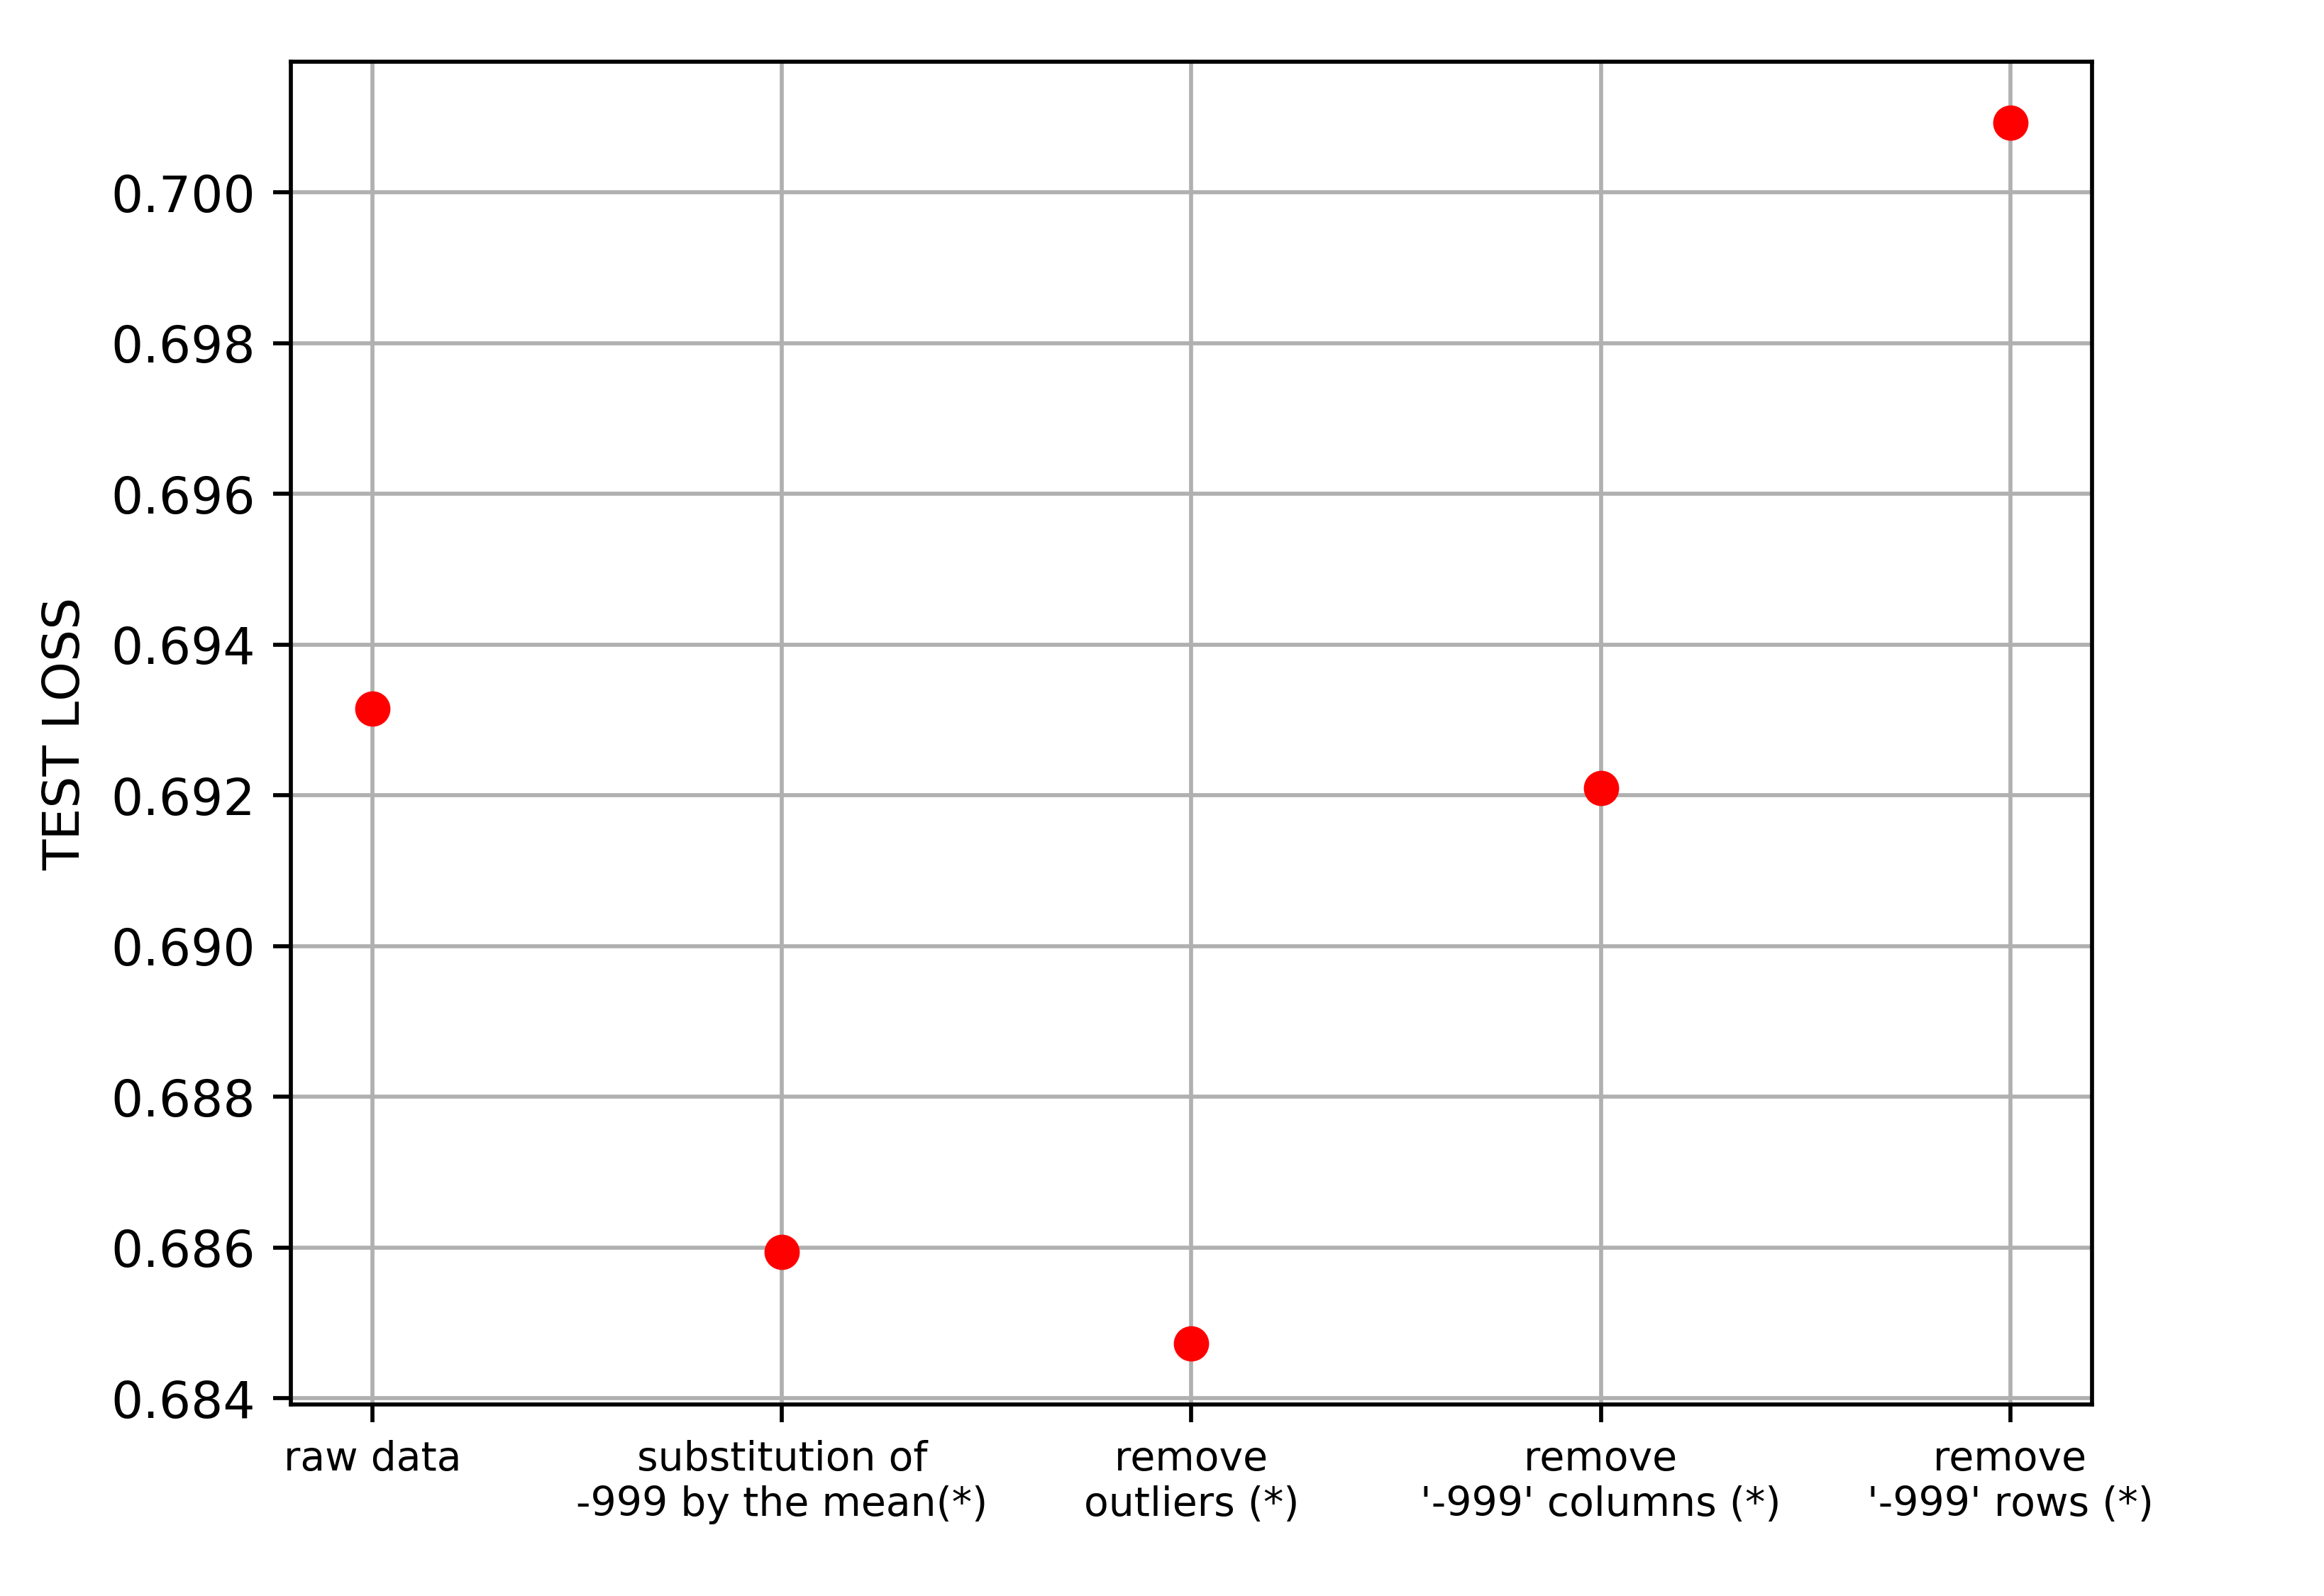 TEST LOSS
0.700
0.698
0.696
0.694
0.692
0.690
0.688
0.686
0.684
raw data
substitution of
-999 by the mean(*)
remove
outliers (*)
remove
'-999' columns (*)
remove
'-999' rows (*)